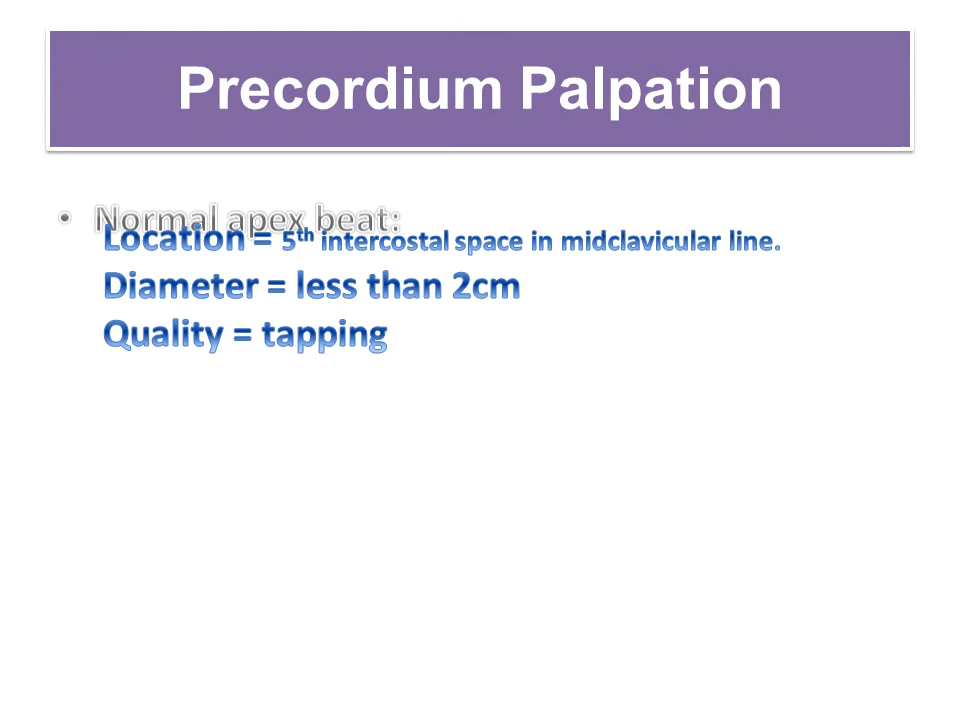 Precordium Palpation
• Normal apex beat:
Location = 5th intercostal space in midclavicular line.
Diameter = less than 2cm
Quality = tapping